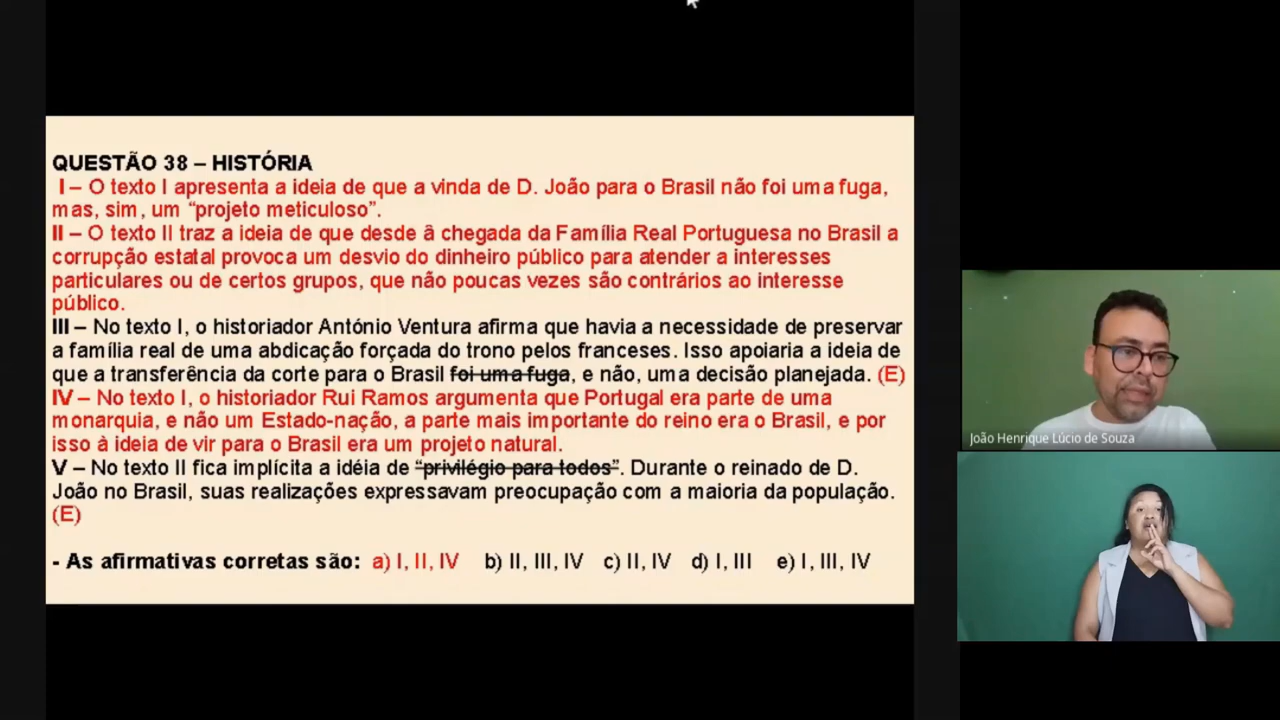 QUESTÃO 38 – HISTÓRIA
I – O texto I apresenta a ideia de que a vinda de D. João para o Brasil não foi uma fuga,
mas, sim, um “projeto meticuloso”.
II – O texto II traz a ideia de que desde â chegada da Família Real Portuguesa no Brasil a
corrupção estatal provoca um desvio do dinheiro público para atender a interesses
particulares ou de certos grupos, que não poucas vezes são contrários ao interesse
público.
III – No texto I, o historiador António Ventura afirma que havia a necessidade de preservar
a família real de uma abdicação forçada do trono pelos franceses. Isso apoiaria a ideia de
que a transferência da corte para o Brasil foi uma fuga, e não, uma decisão planejada. (E)
IV – No texto I, o historiador Rui Ramos argumenta que Portugal era parte de uma
monarquia, e não um Estado-nação, a parte mais importante do reino era o Brasil, e por
isso à ideia de vir para o Brasil era um projeto natural.
V – No texto II fica implícita a idéia de “privilégio para todos”. Durante o reinado de D.
João no Brasil, suas realizações expressavam preocupação com a maioria da população.
(E)
- As afirmativas corretas são: a) I, II, IV b) II, III, IV c) II, IV d) I, III e) I, III, IV
João Henrique Lúcio de Souza